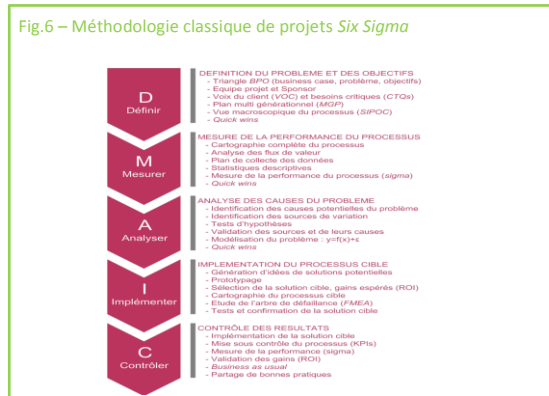 Fig.6 – Méthodologie classique de projets Six Sigma
D
Définir
DEFINITION DU PROBLEME ET DES OBJECTIFS
- Triangle BPO (business case, problème, objectifs)
- Equipe projet et Sponsor
- Voix du client (VOC) et besoins critiques (CTQs)
- Plan multi générationnel (MGP)
- Vue macroscopique du processus (SIPOC)
- Quick wins
M
Mesurer
MESURE DE LA PERFORMANCE DU PROCESSUS
- Cartographie complète du processus
- Analyse des flux de valeur
- Plan de collecte des données
- Statistiques descriptives
- Mesure de la performance du processus (sigma)
- Quick wins
A
Analyser
ANALYSE DES CAUSES DU PROBLEME
- Identification des causes potentielles du problème
- Identification des sources de variation
- Tests d'hypothèses
- Validation des sources et de leurs causes
- Modélisation du problème : y=f(x)+ε
- Quick wins
I
Implémenter
IMPLEMENTATION DU PROCESSUS CIBLE
- Génération d'idées de solutions potentielles
- Prototypage
- Sélection de la solution cible, gains espérés (ROI)
- Cartographie du processus cible
- Etude de l'arbre de défaillance (FMEA)
- Tests et confirmation de la solution cible
C
Contrôler
CONTRÔLE DES RESULTATS
- Implémentation de la solution cible
- Mise sous contrôle du processus (KPIs)
- Mesure de la performance (sigma)
- Validation des gains (ROI)
- Business as usual
- Partage de bonnes pratiques